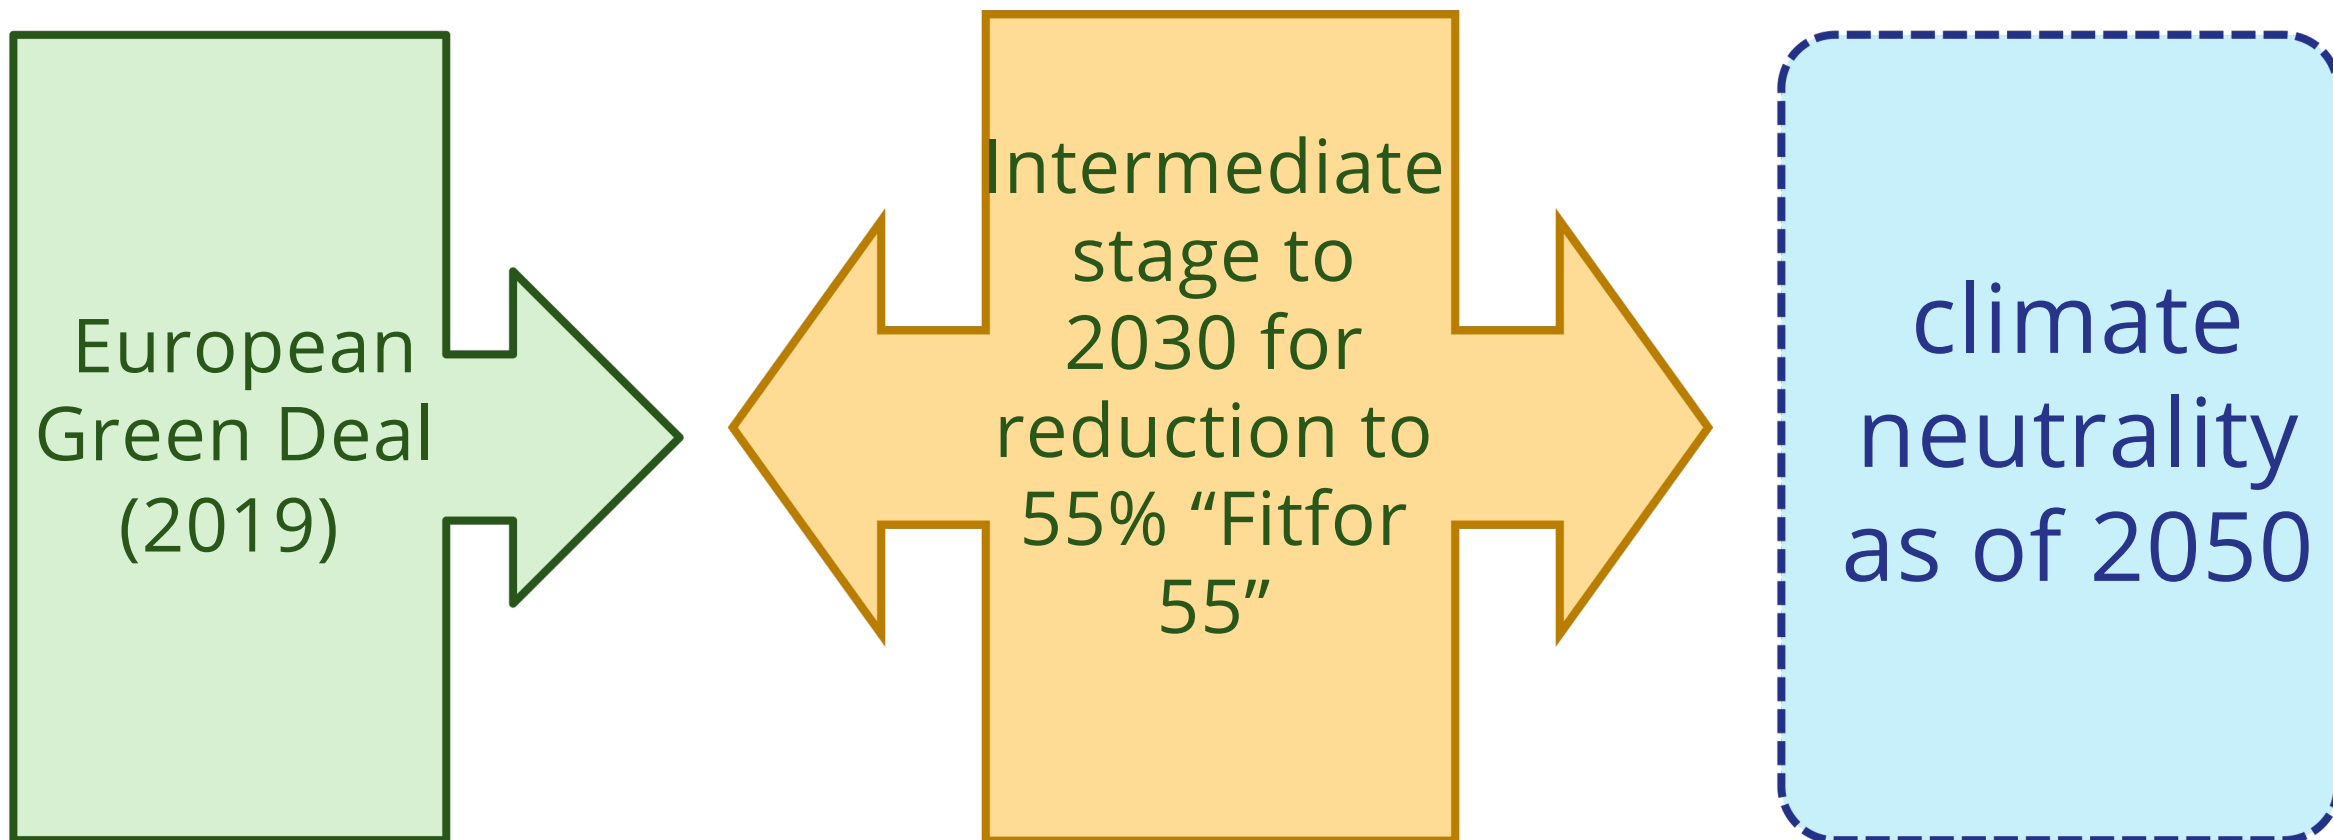 European
Green Deal
(2019)
Intermediate
stage to
2030 for
reduction to
55% “Fitfor
55”
climate
neutrality
as of 2050